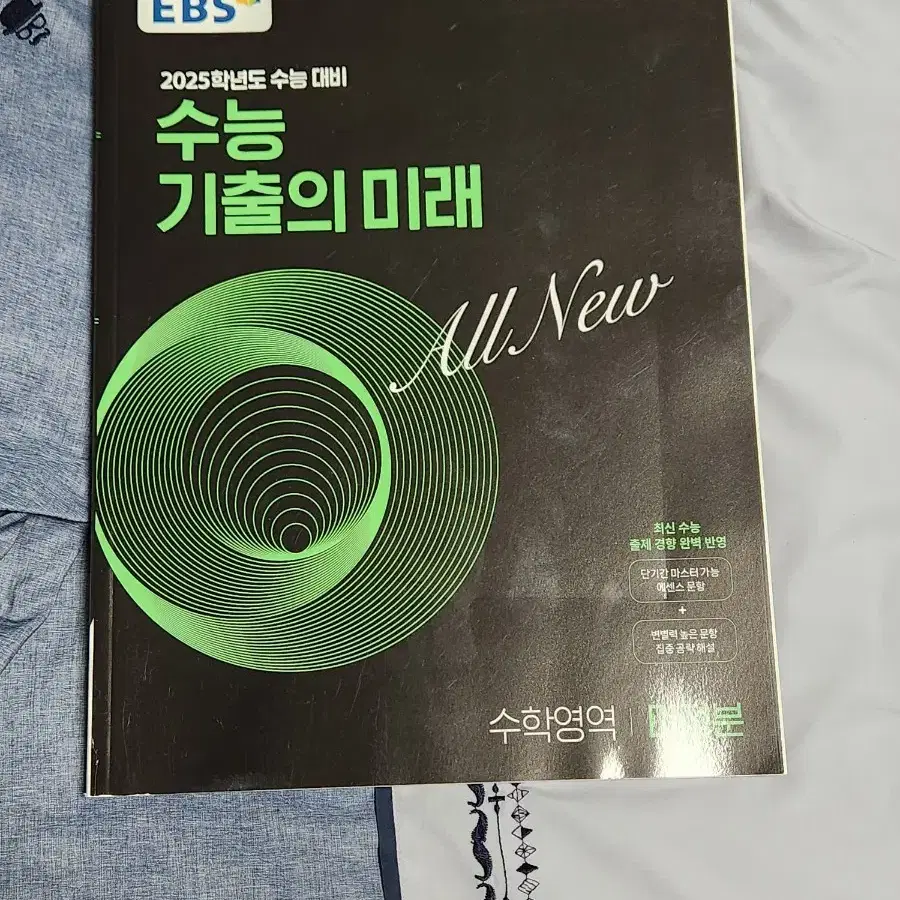 EBS
2025학년도 수능 대비
수능
기출의 미래
All New
최신 수능
출제 경향 완벽 반영
단기간 마스터 가능
에센스 문항
+
변별력 높은 문항
집중 공략 해설
수학영역